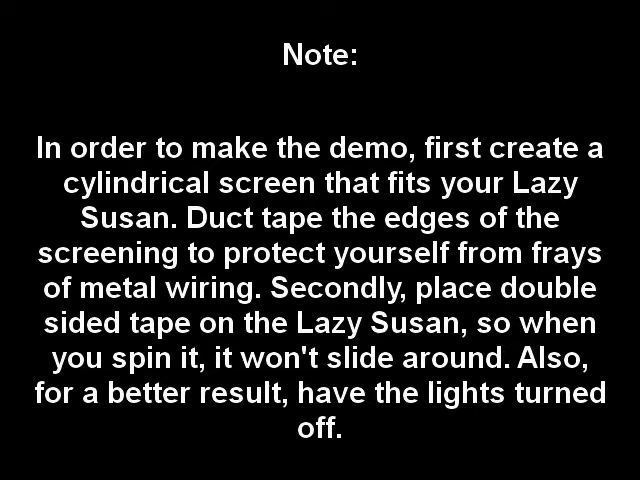 Note:
In order to make the demo, first create a
cylindrical screen that fits your Lazy
Susan. Duct tape the edges of the
screening to protect yourself from frays
of metal wiring. Secondly, place double
sided tape on the Lazy Susan, so when
you spin it, it won't slide around. Also,
for a better result, have the lights turned
off.